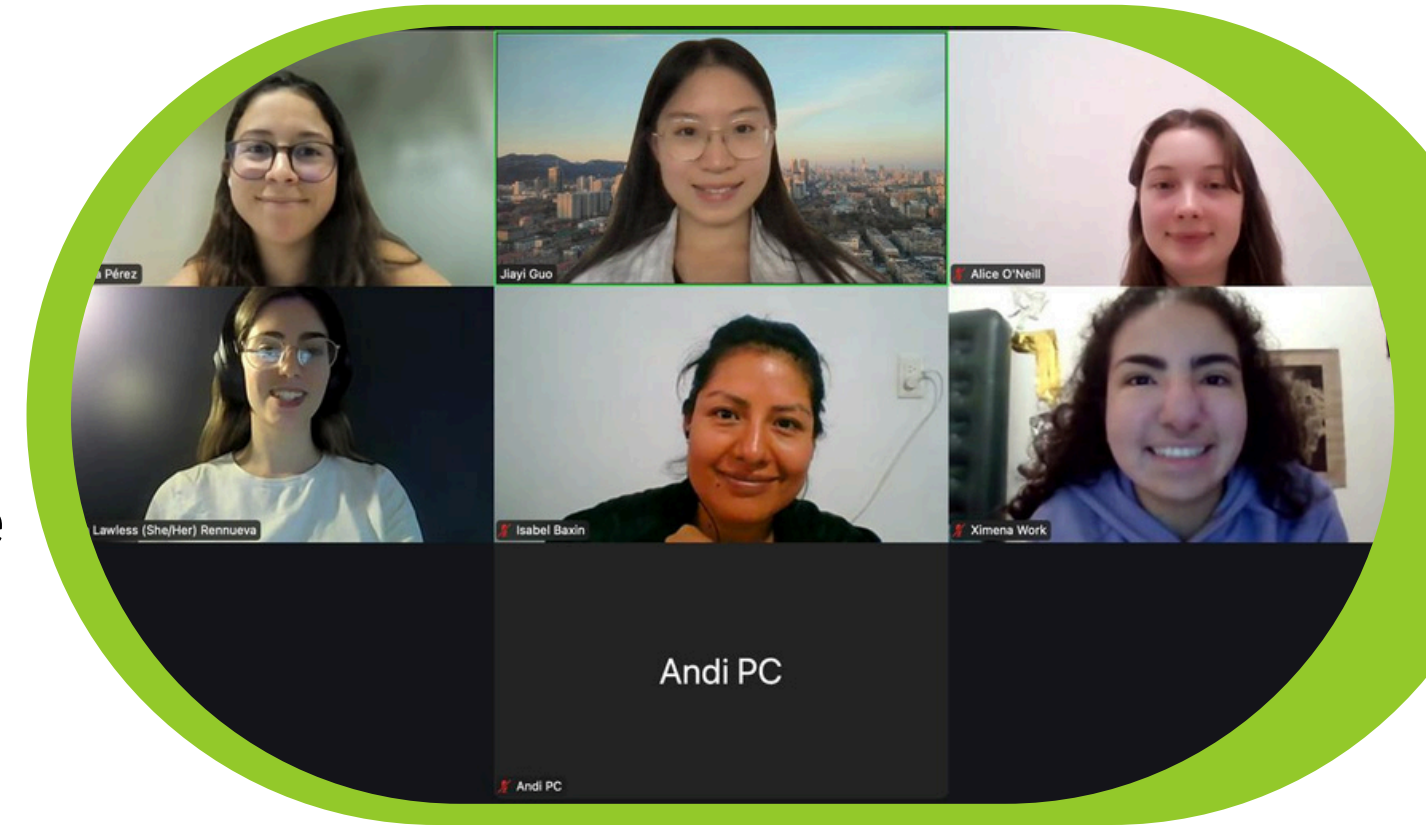 a Pérez
Jiayi Guo
Alice O'Neill
Lawless (She/Her) Rennueva
Isabel Baxin
Ximena Work
e
Andi PC
Andi PC